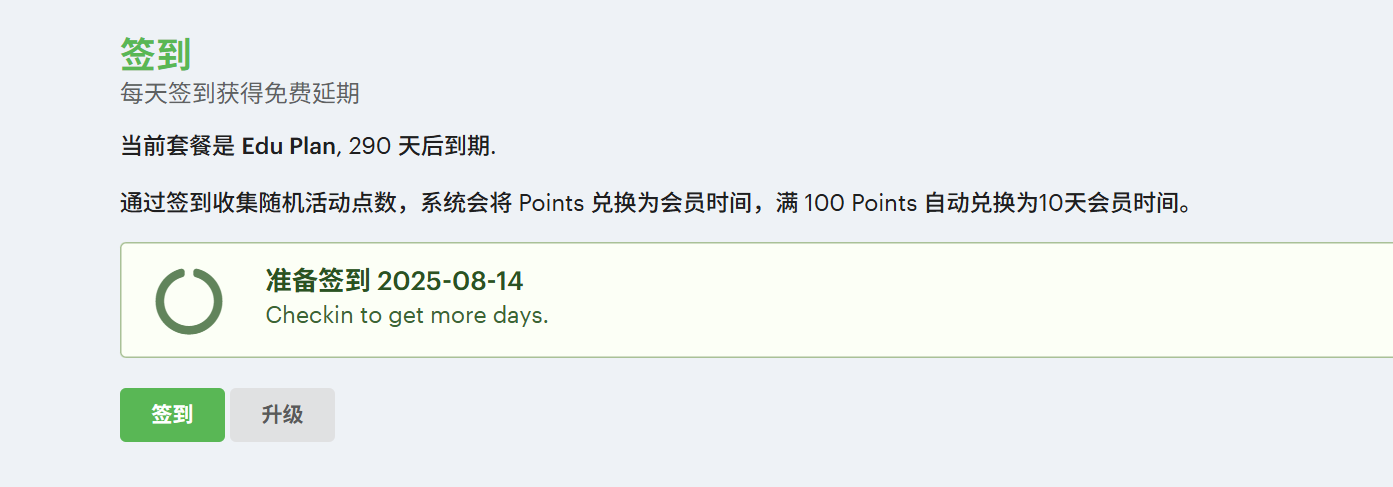 签到
每天签到获得免费延期
当前套餐是 Edu Plan, 290 天后到期.
通过签到收集随机活动点数，系统会将 Points 兑换为会员时间，满 100 Points 自动兑换为10天会员时间。
准备签到 2025-08-14
Checkin to get more days.
签到 升级